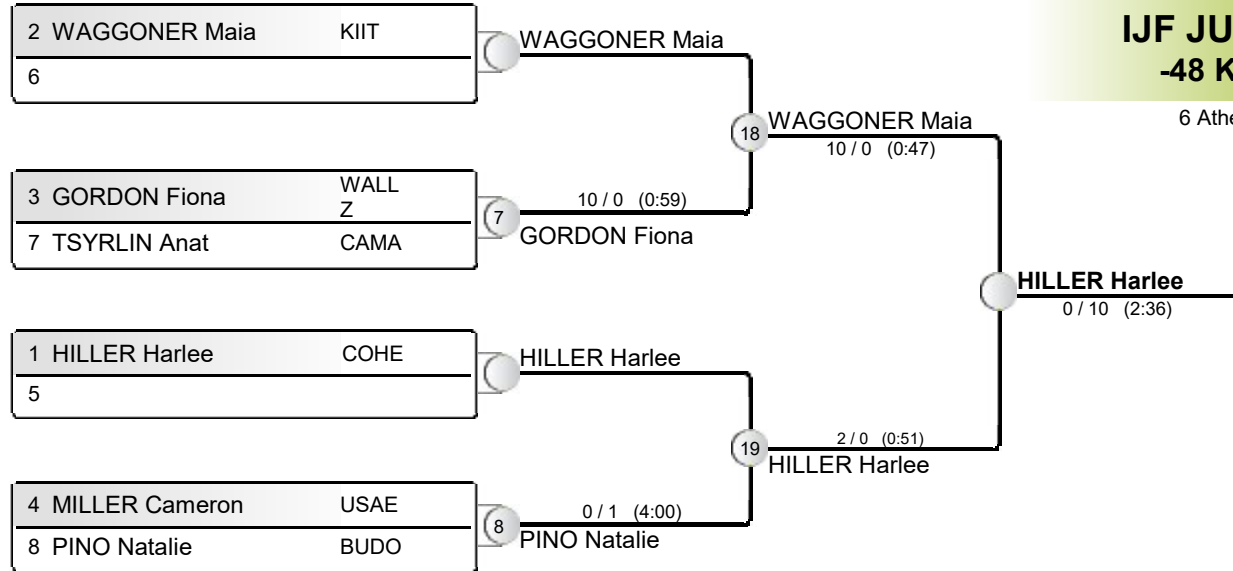 IJF JU
-48 K
6 Athe
2 WAGGONER Maia KIIT
6
WAGGONER Maia
18
WAGGONER Maia
10 / 0 (0:47)
3 GORDON Fiona WALL
Z
7 TSYRLIN Anat CAMA
7
10 / 0 (0:59)
GORDON Fiona
HILLER Harlee
0 / 10 (2:36)
1 HILLER Harlee COHE
5
HILLER Harlee
19
2 / 0 (0:51)
HILLER Harlee
4 MILLER Cameron USAE
8 PINO Natalie BUDO
8
0 / 1 (4:00)
PINO Natalie